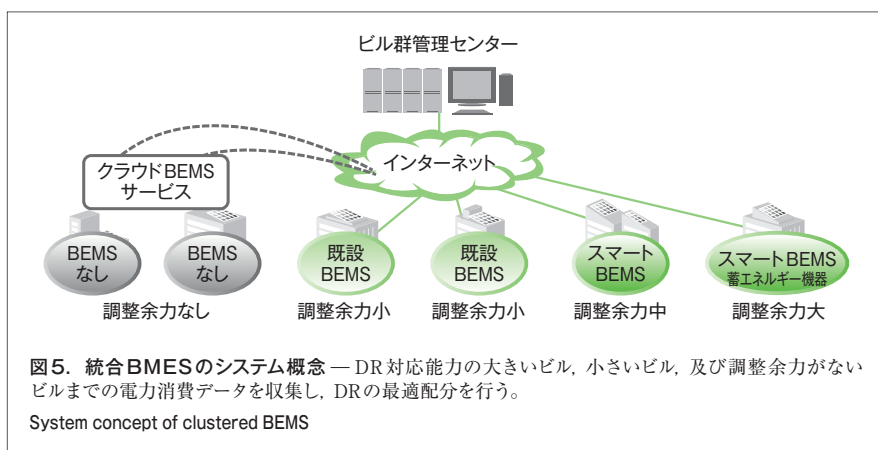 ビル群管理センター
インターネット
クラウドBEMS
サービス
BEMS
なし
BEMS
なし
既設
BEMS
既設
BEMS
スマート
BEMS
スマートBEMS
蓄エネルギー機器
調整余力なし
調整余力小
調整余力小
調整余力中
調整余力大
図5. 統合BMESのシステム概念 — DR対応能力の大きいビル, 小さいビル, 及び調整余力がない
ビルまでの電力消費データを収集し, DRの最適配分を行う。
System concept of clustered BEMS